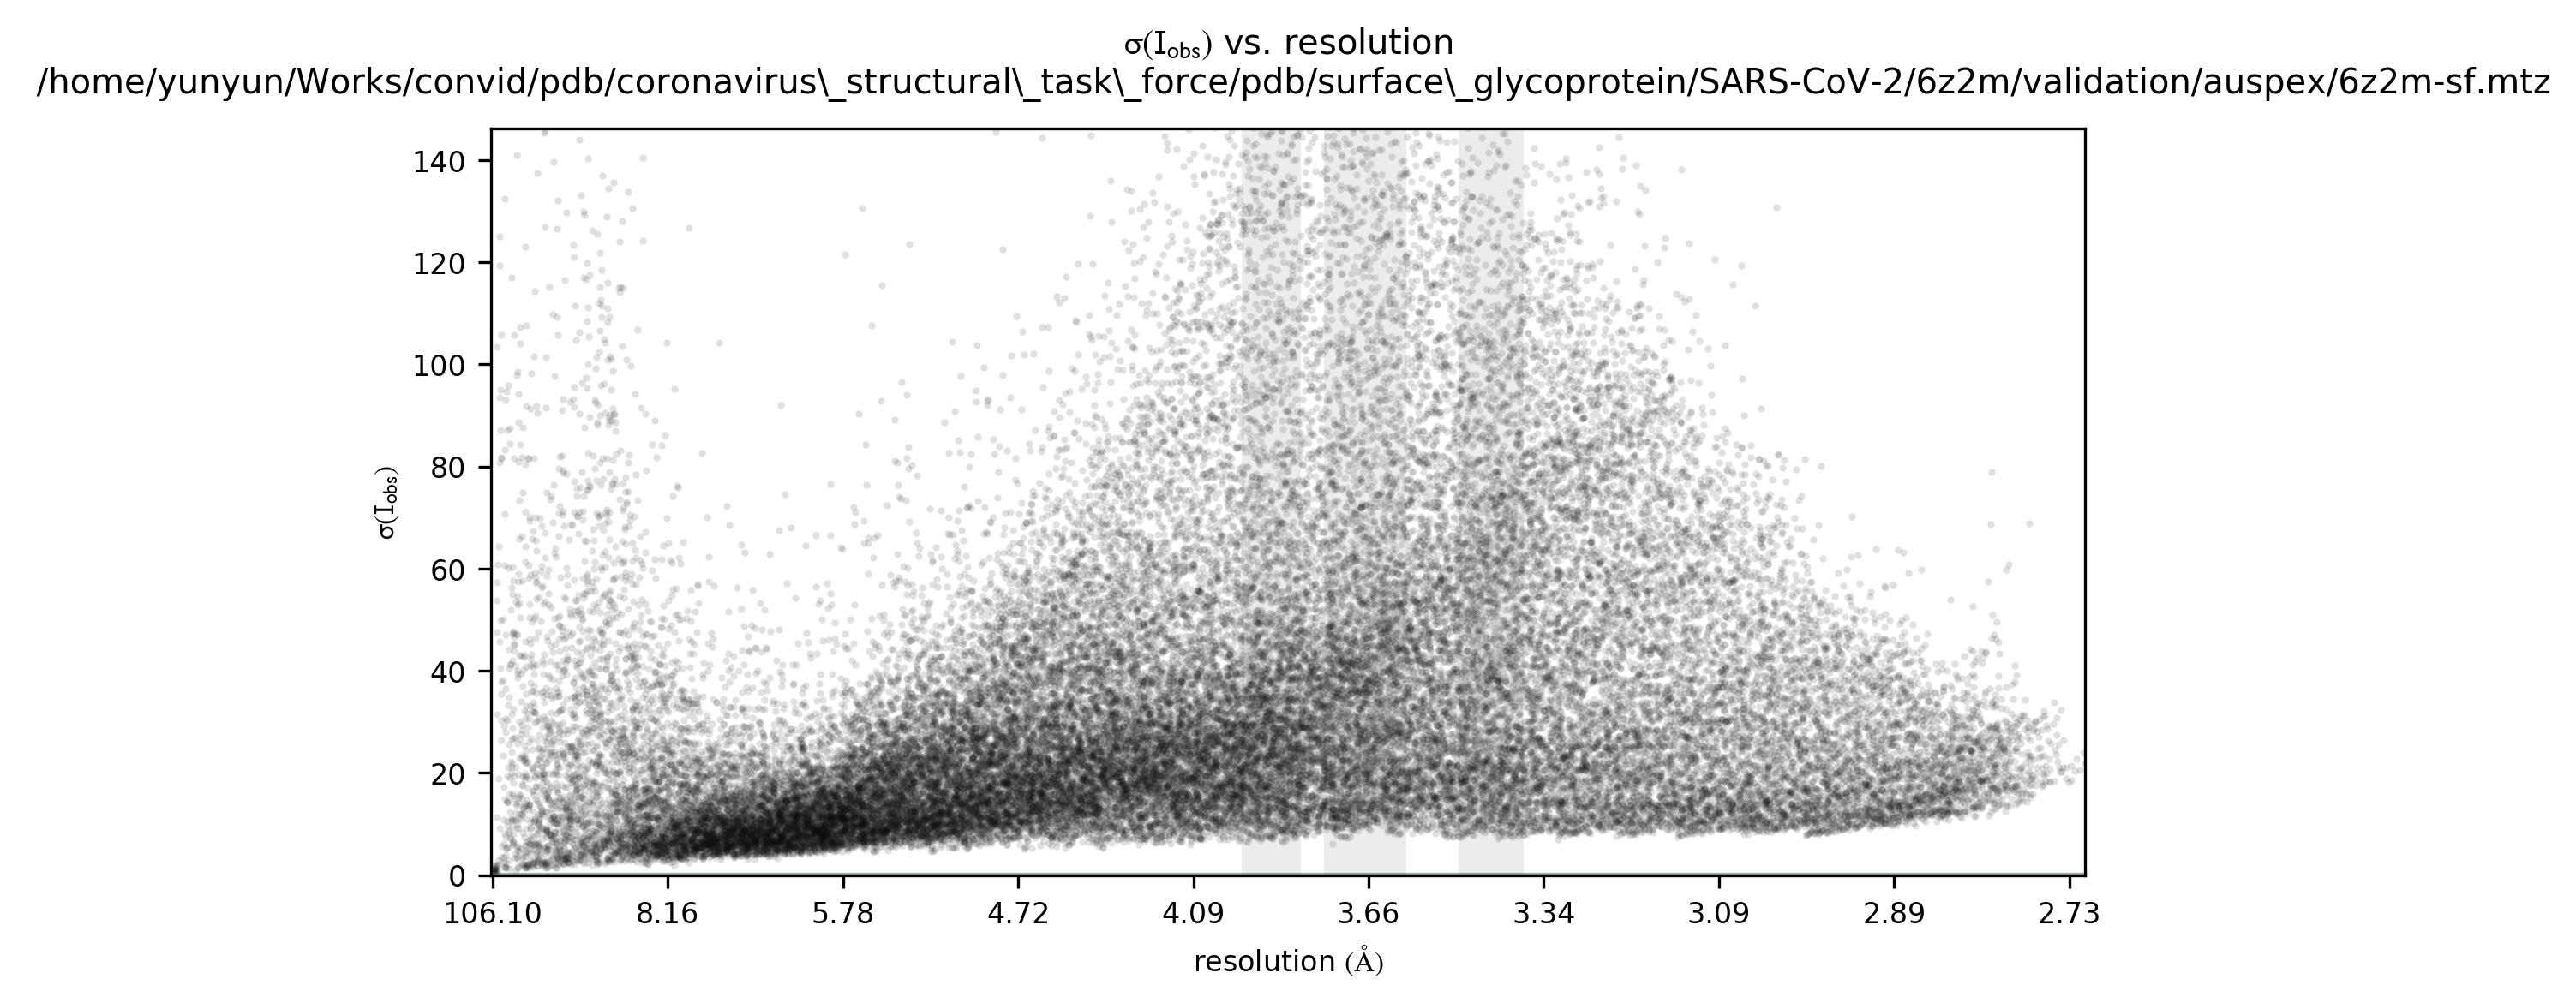 σ(I_obs) vs. resolution
/home/yunyun/Works/convid/pdb/coronavirus\_structural\_task\_force/pdb/surface\_glycoprotein/SARS-CoV-2/6z2m/validation/auspex/6z2m-sf.mtz
140
120
100
80
60
40
20
0
σ(I_obs)
106.10 8.16 5.78 4.72 4.09 3.66 3.34 3.09 2.89 2.73
resolution (Å)